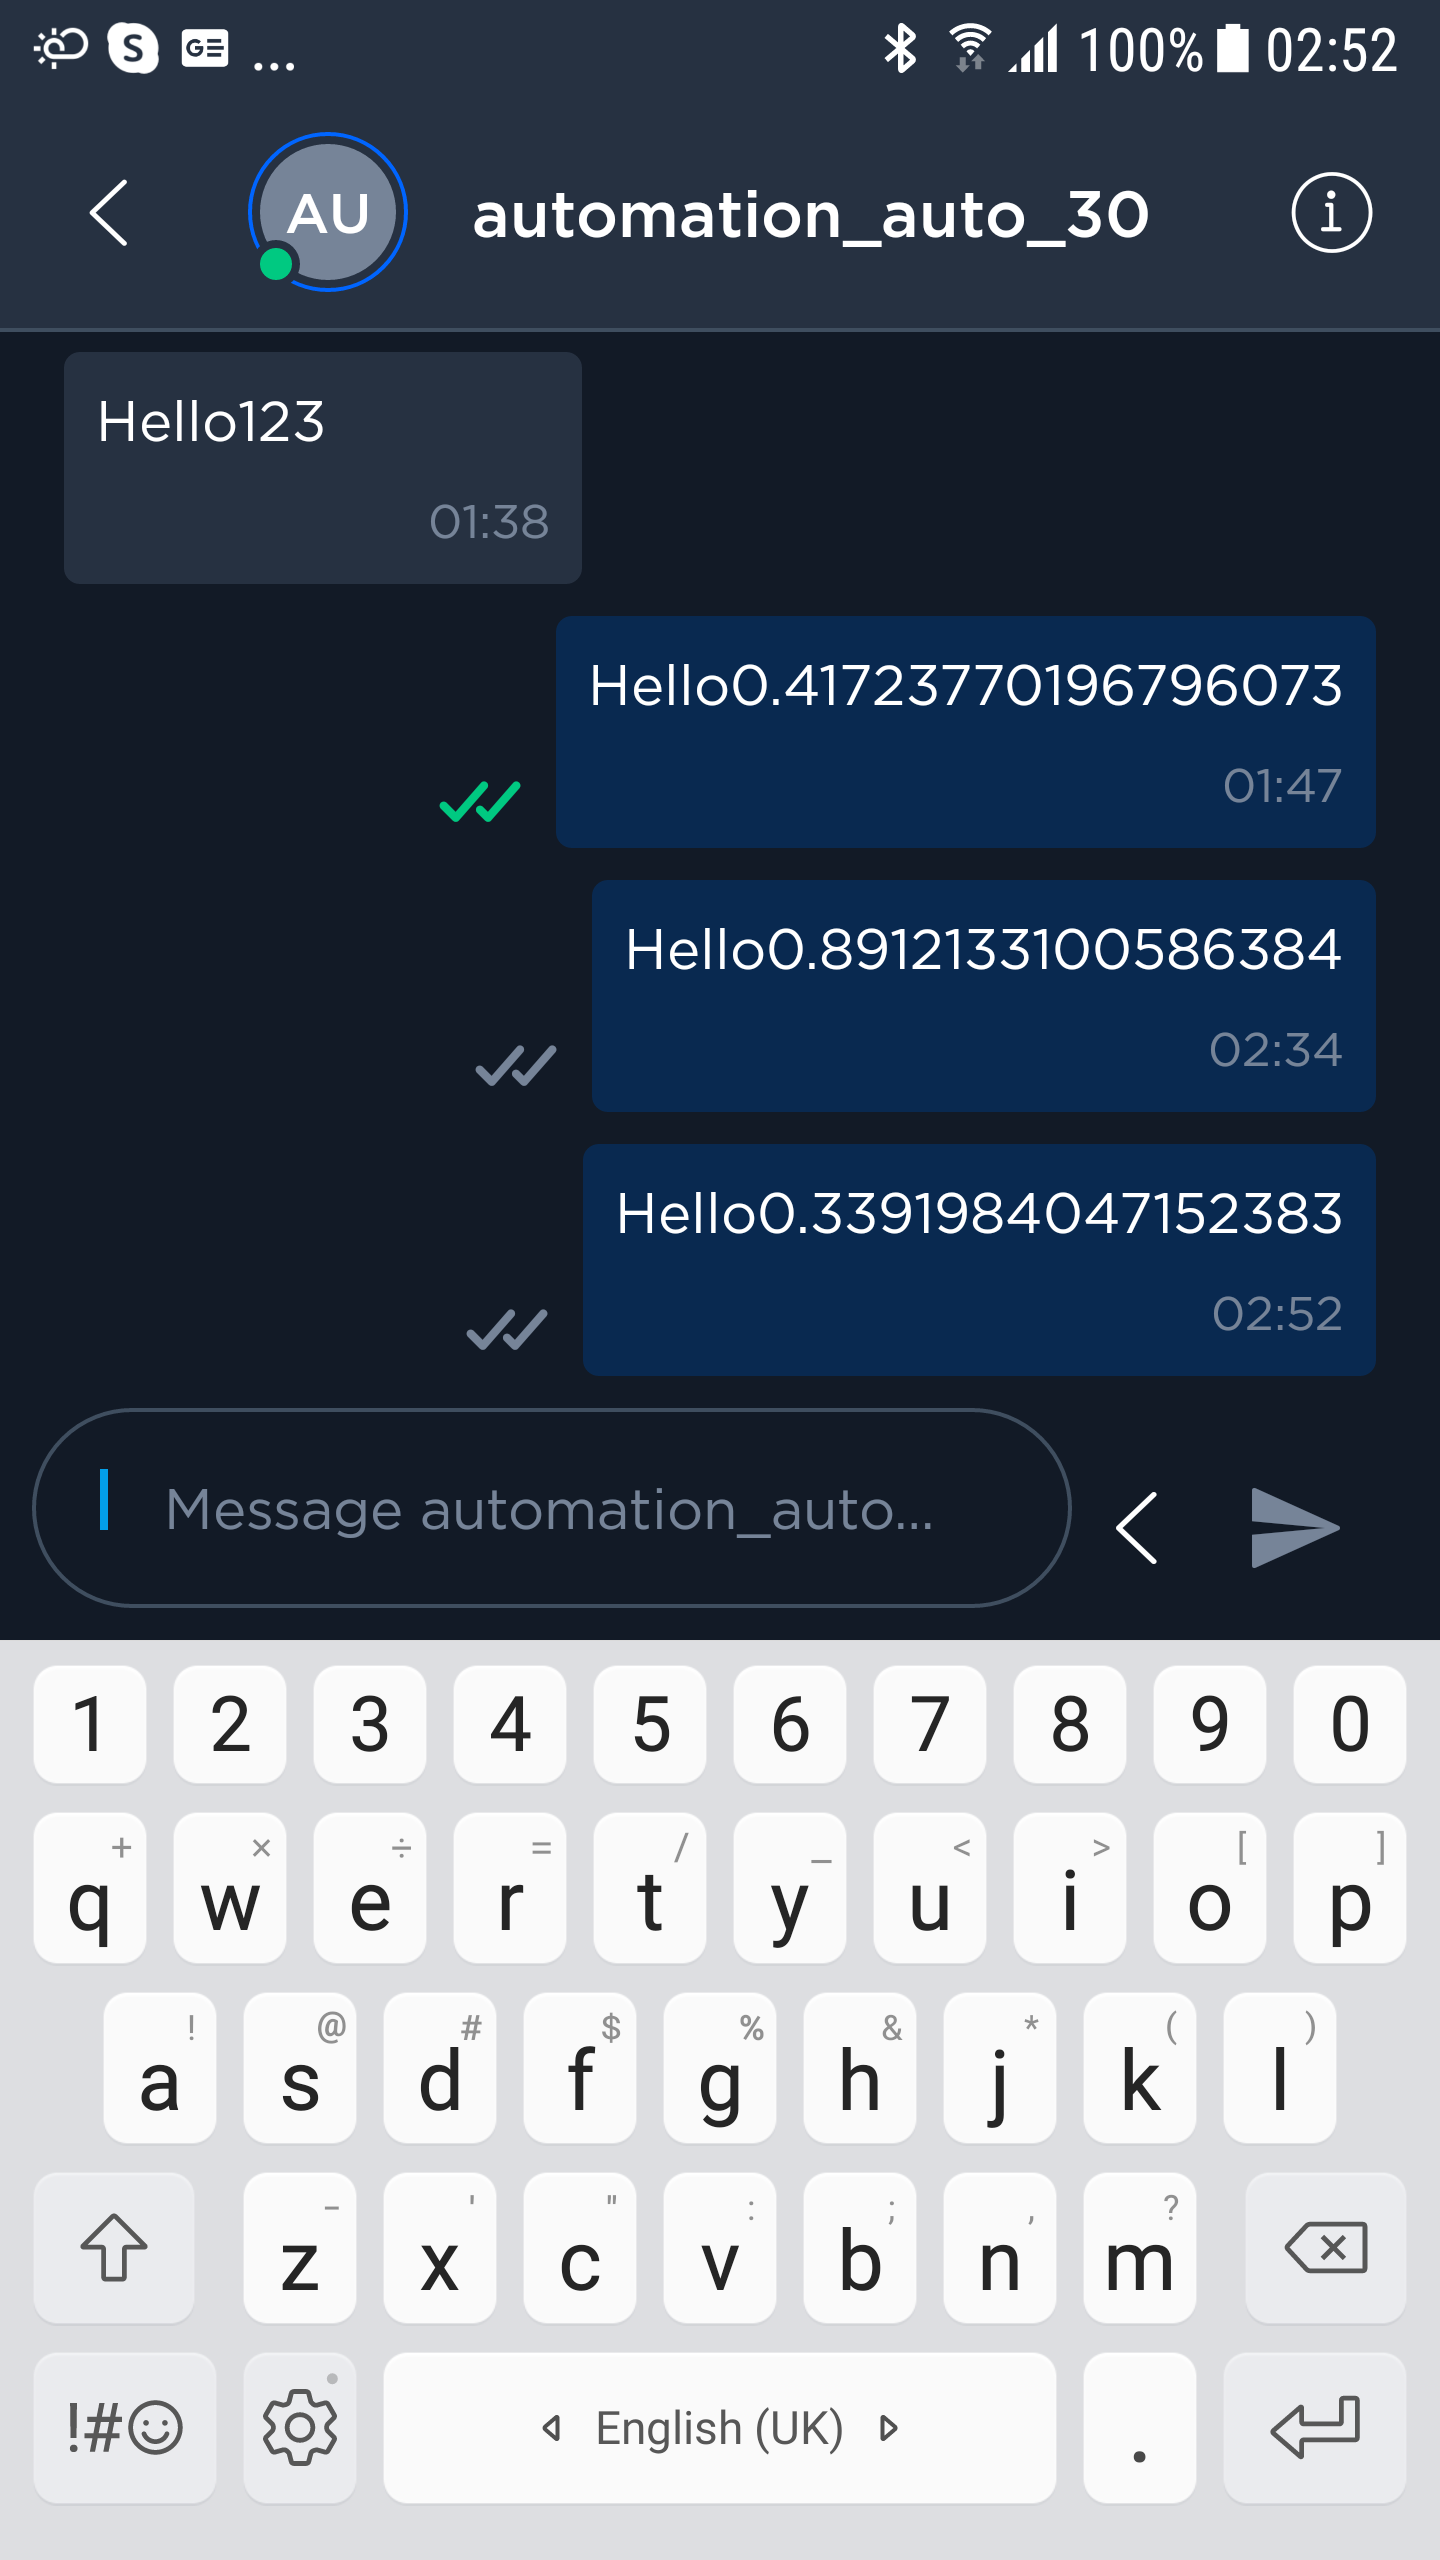 S GE ... 100% 02:52
AU automation_auto_30 i
Hello123
01:38
Hello0.41723770196796073
01:47
Hello0.8912133100586384
02:34
Hello0.3391984047152383
02:52
Message automation_auto...
1 2 3 4 5 6 7 8 9 0
+ × ÷ = / _ < > [ ]
q w e r t y u i o p
! @ # $ % & * ( )
a s d f g h j k l
- ' " : ; , ?
z x c v b n m
!#☺ English (UK) .